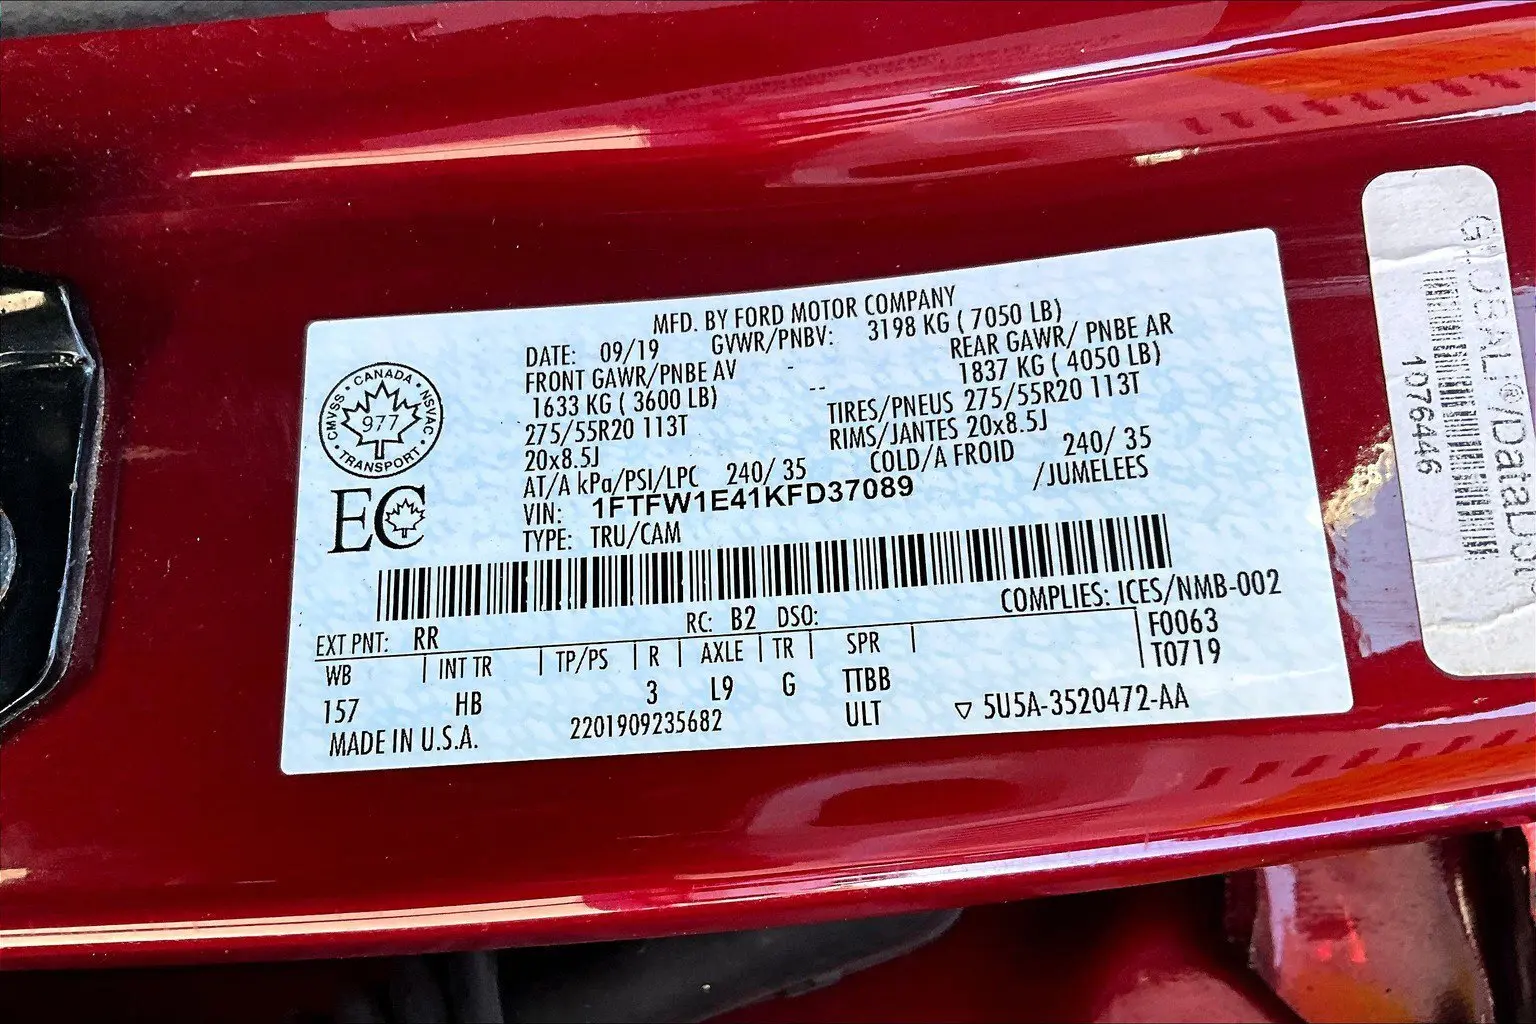 MFD. BY FORD MOTOR COMPANY
DATE: 09/19 GVWR/PNBV: 3198 KG ( 7050 LB)
FRONT GAWR/PNBE AV - REAR GAWR/ PNBE AR
1633 KG ( 3600 LB) -- 1837 KG ( 4050 LB)
275/55R20 113T TIRES/PNEUS 275/55R20 113T
20x8.5J RIMS/JANTES 20x8.5J
AT/A kPa/PSI/LPC 240/ 35 COLD/A FROID 240/ 35
VIN: 1FTFW1E41KFD37089 /JUMELEES
TYPE: TRU/CAM
CANADA
CMVSS NSVAC
977
TRANSPORT
EC
COMPLIES: ICES/NMB-002
EXT PNT: RR RC: B2 DSO: F0063
WB INT TR TP/PS R AXLE TR SPR T0719
157 HB 3 L9 G TTBB
MADE IN U.S.A. 2201909235682 ULT ▽ 5U5A-3520472-AA
1076446